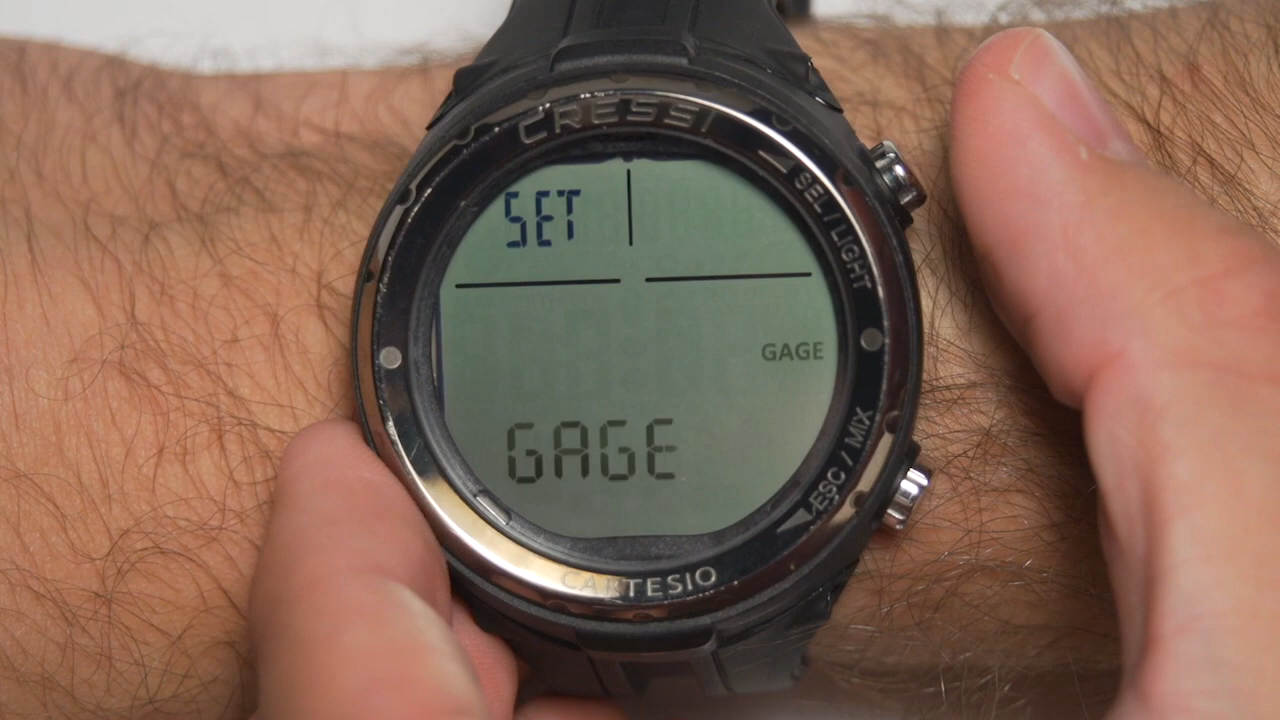 CRESSI
SEL / LIGHT
SET
GAGE
GAGE
ESC / MIX
CARTESIO